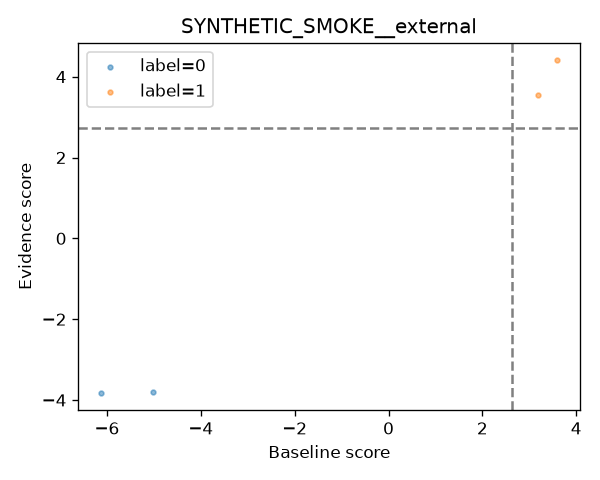 SYNTHETIC_SMOKE__external
label=0
label=1
4
2
0
−2
−4
Evidence score
−6
−4
−2
0
2
4
Baseline score